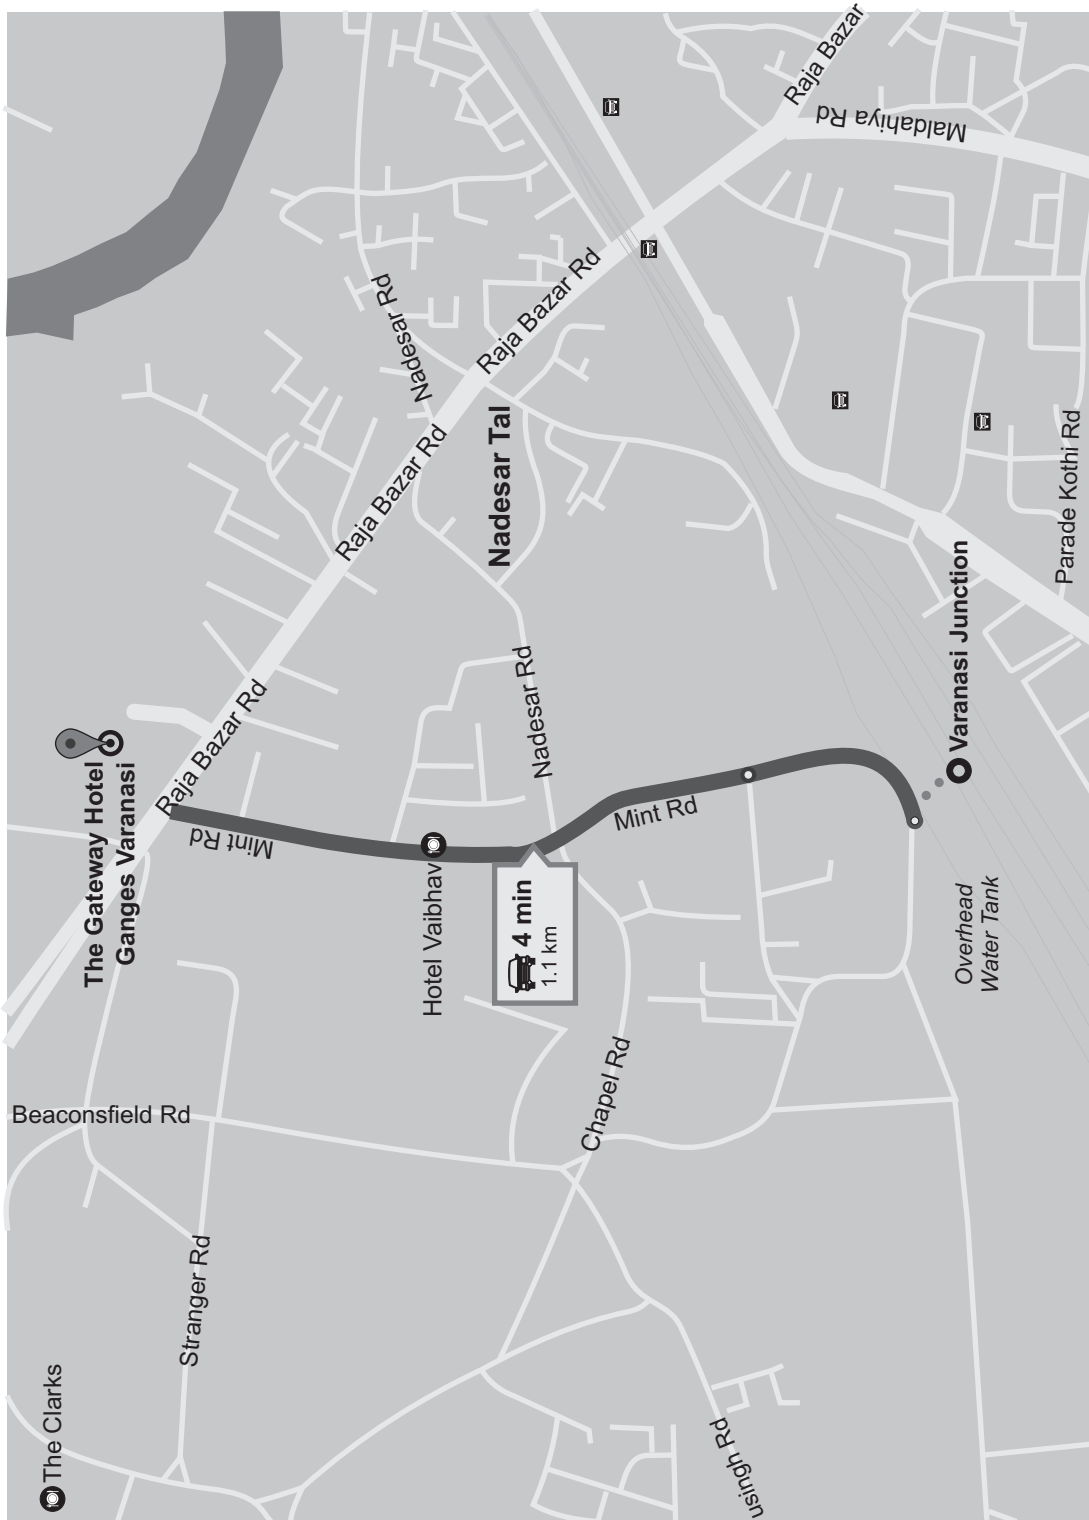 The Clarks
Stranger Rd
Beaconsfield Rd
The Gateway Hotel
Ganges Varanasi
Raja Bazar Rd
Mint Rd
Hotel Vaibhav
4 min
1.1 km
Raja Bazar Rd
Nadesar Rd
Raja Bazar Rd
Nadesar Tal
Nadesar Rd
Raja Bazar Rd
Mint Rd
Chapel Rd
usingh Rd
Overhead
Water Tank
Varanasi Junction
Parade Kothi Rd
Maldahiya Rd
Raja Bazar